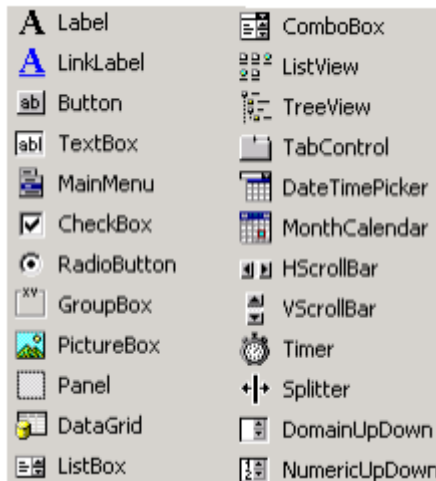 Label
LinkLabel
Button
TextBox
MainMenu
CheckBox
RadioButton
GroupBox
PictureBox
Panel
DataGrid
ListBox
ComboBox
ListView
TreeView
TabControl
DateTimePicker
MonthCalendar
HScrollBar
VScrollBar
Timer
Splitter
DomainUpDown
NumericUpDown